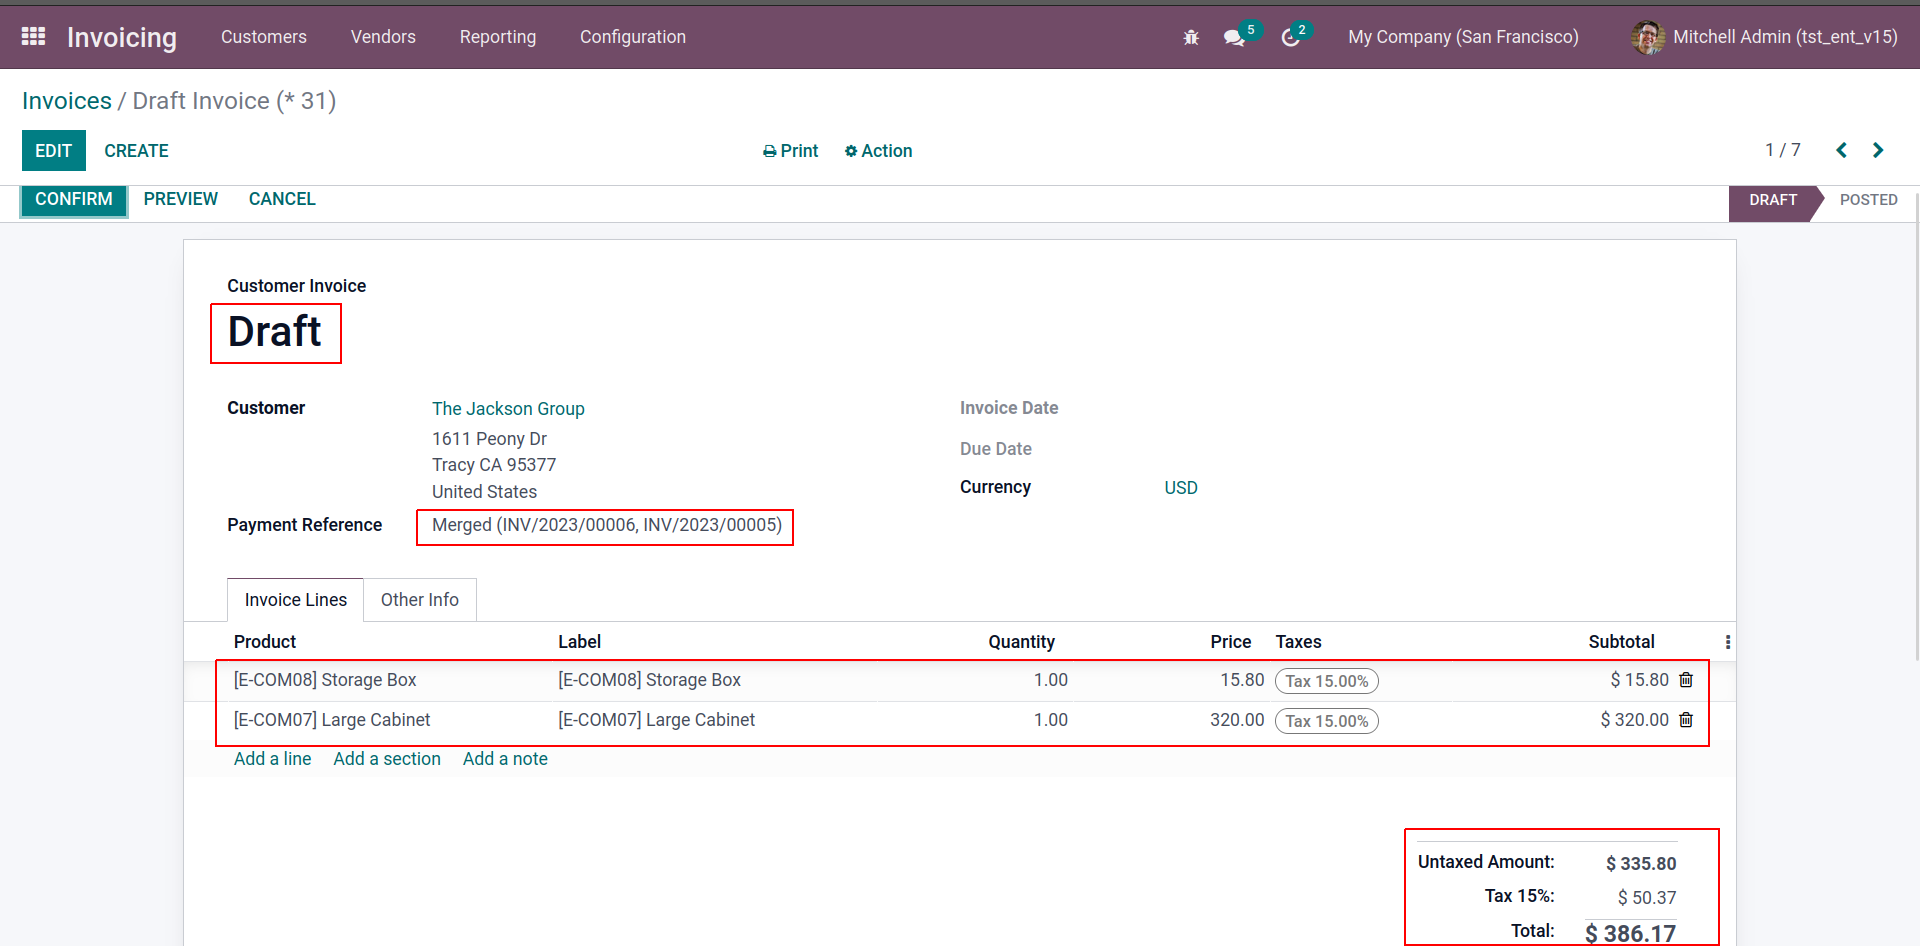 Invoicing Customers Vendors Reporting Configuration 5 2 My Company (San Francisco) Mitchell Admin (tst_ent_v15)
Invoices / Draft Invoice (* 31)
EDIT CREATE Print Action 1 / 7
CONFIRM PREVIEW CANCEL DRAFT POSTED
Customer Invoice
Draft
Customer The Jackson Group Invoice Date
1611 Peony Dr
Tracy CA 95377 Due Date
United States Currency USD
Payment Reference Merged (INV/2023/00006, INV/2023/00005)
Invoice Lines Other Info
Product Label Quantity Price Taxes Subtotal
[E-COM08] Storage Box [E-COM08] Storage Box 1.00 15.80 Tax 15.00% $ 15.80
[E-COM07] Large Cabinet [E-COM07] Large Cabinet 1.00 320.00 Tax 15.00% $ 320.00
Add a line Add a section Add a note
Untaxed Amount: $ 335.80
Tax 15%: $ 50.37
Total: $ 386.17